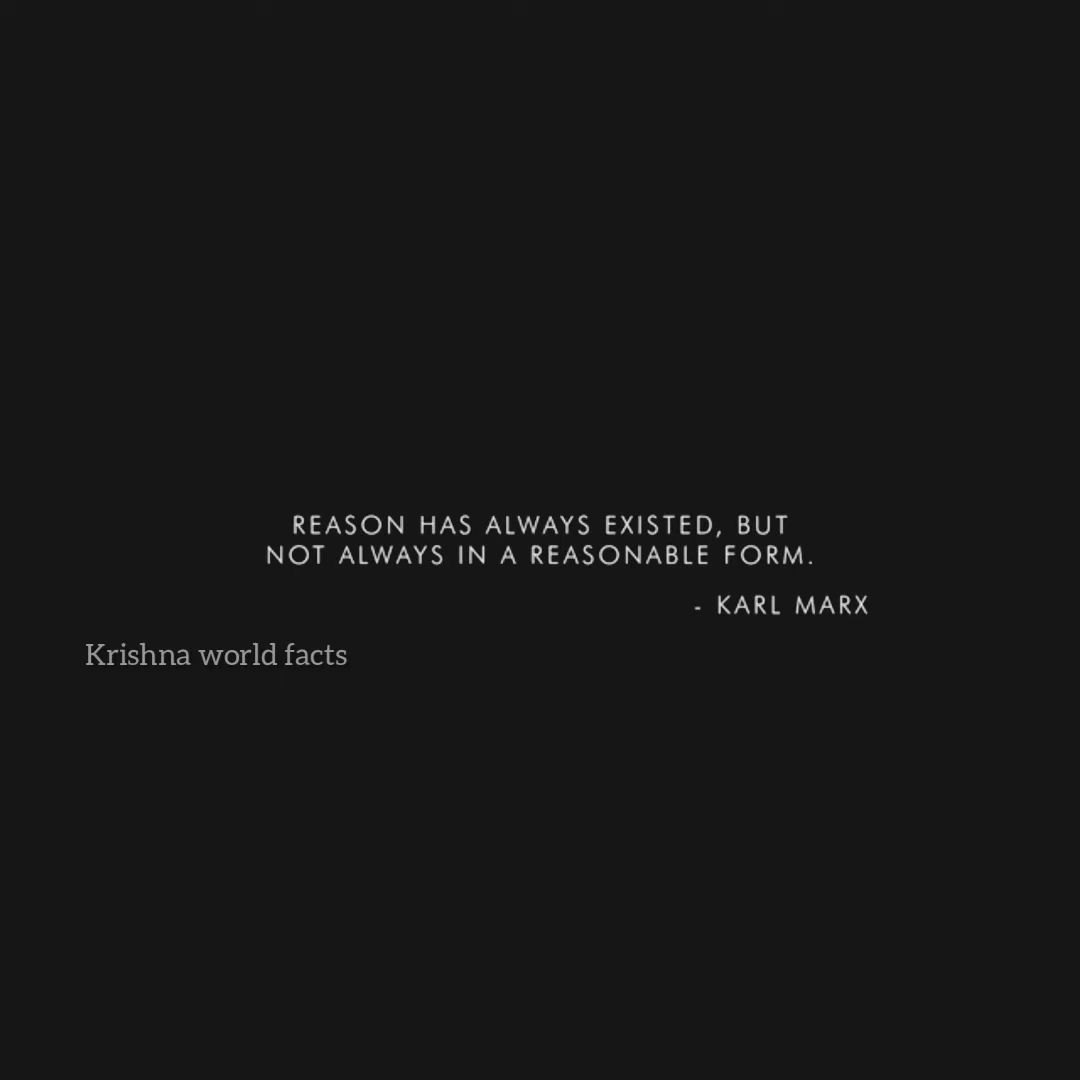 REASON HAS ALWAYS EXISTED, BUT
NOT ALWAYS IN A REASONABLE FORM.
- KARL MARX
Krishna world facts